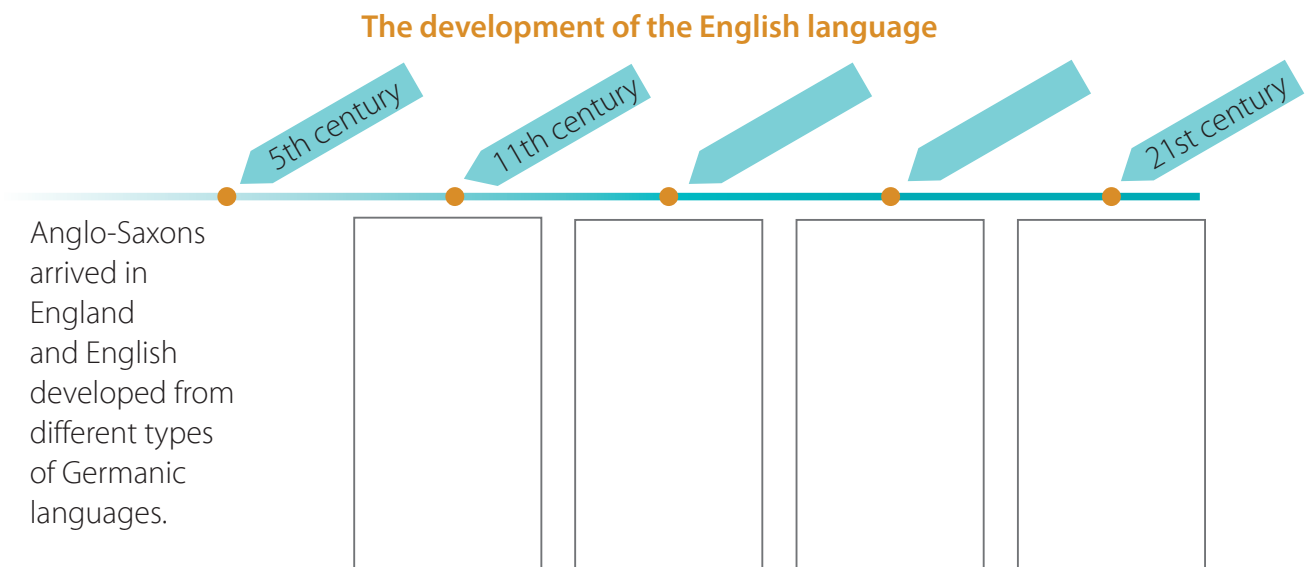 The development of the English language
5th century
11th century
21st century
Anglo-Saxons
arrived in
England
and English
developed from
different types
of Germanic
languages.